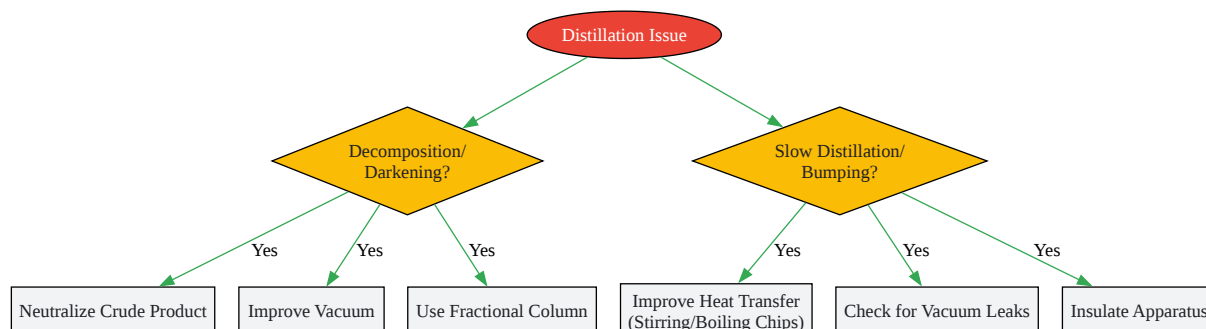 Distillation Issue
Decomposition/
Darkening?
Slow Distillation/
Bumping?
Yes
Yes
Yes
Yes
Yes
Yes
Neutralize Crude Product
Improve Vacuum
Use Fractional Column
Improve Heat Transfer
(Stirring/Boiling Chips)
Check for Vacuum Leaks
Insulate Apparatus